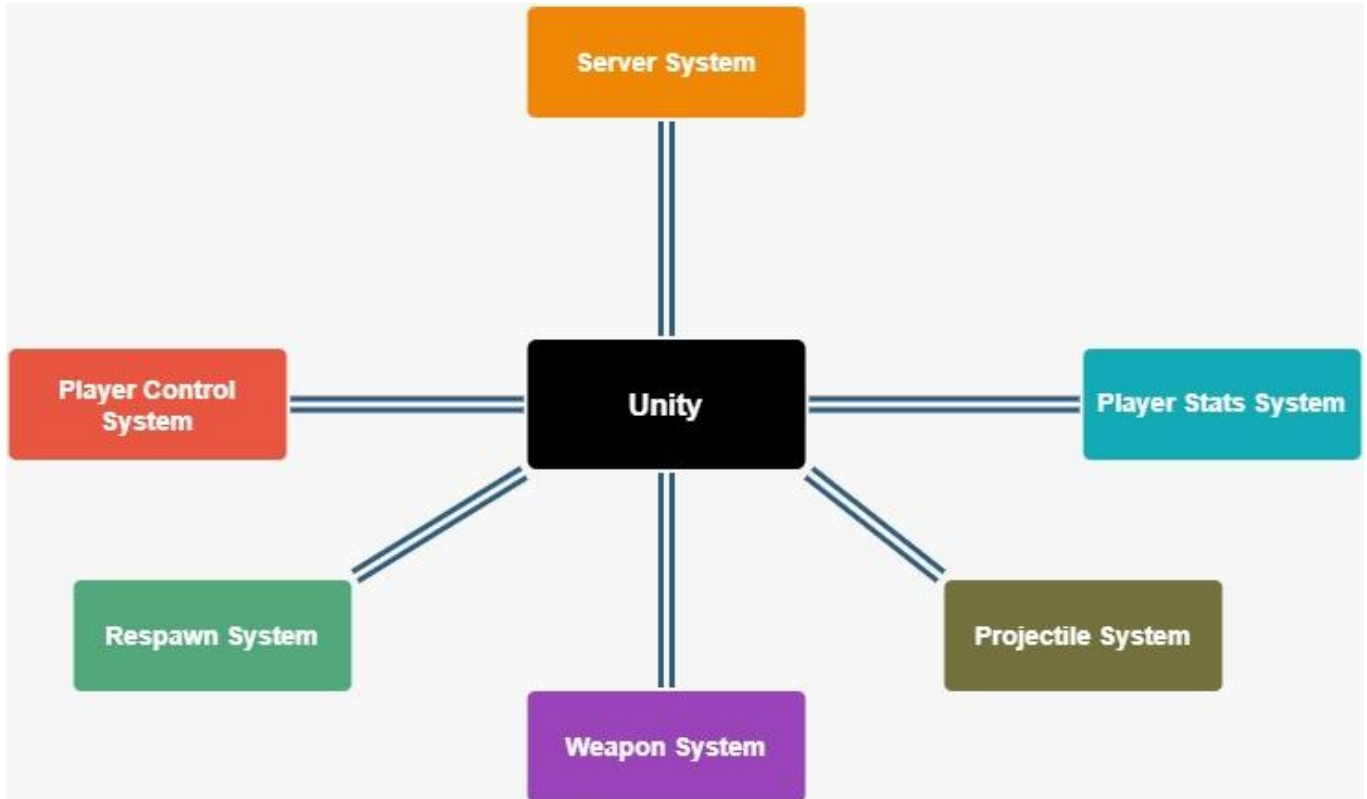 Server System
Player Control
System
Unity
Player Stats System
Respawn System
Projectile System
Weapon System